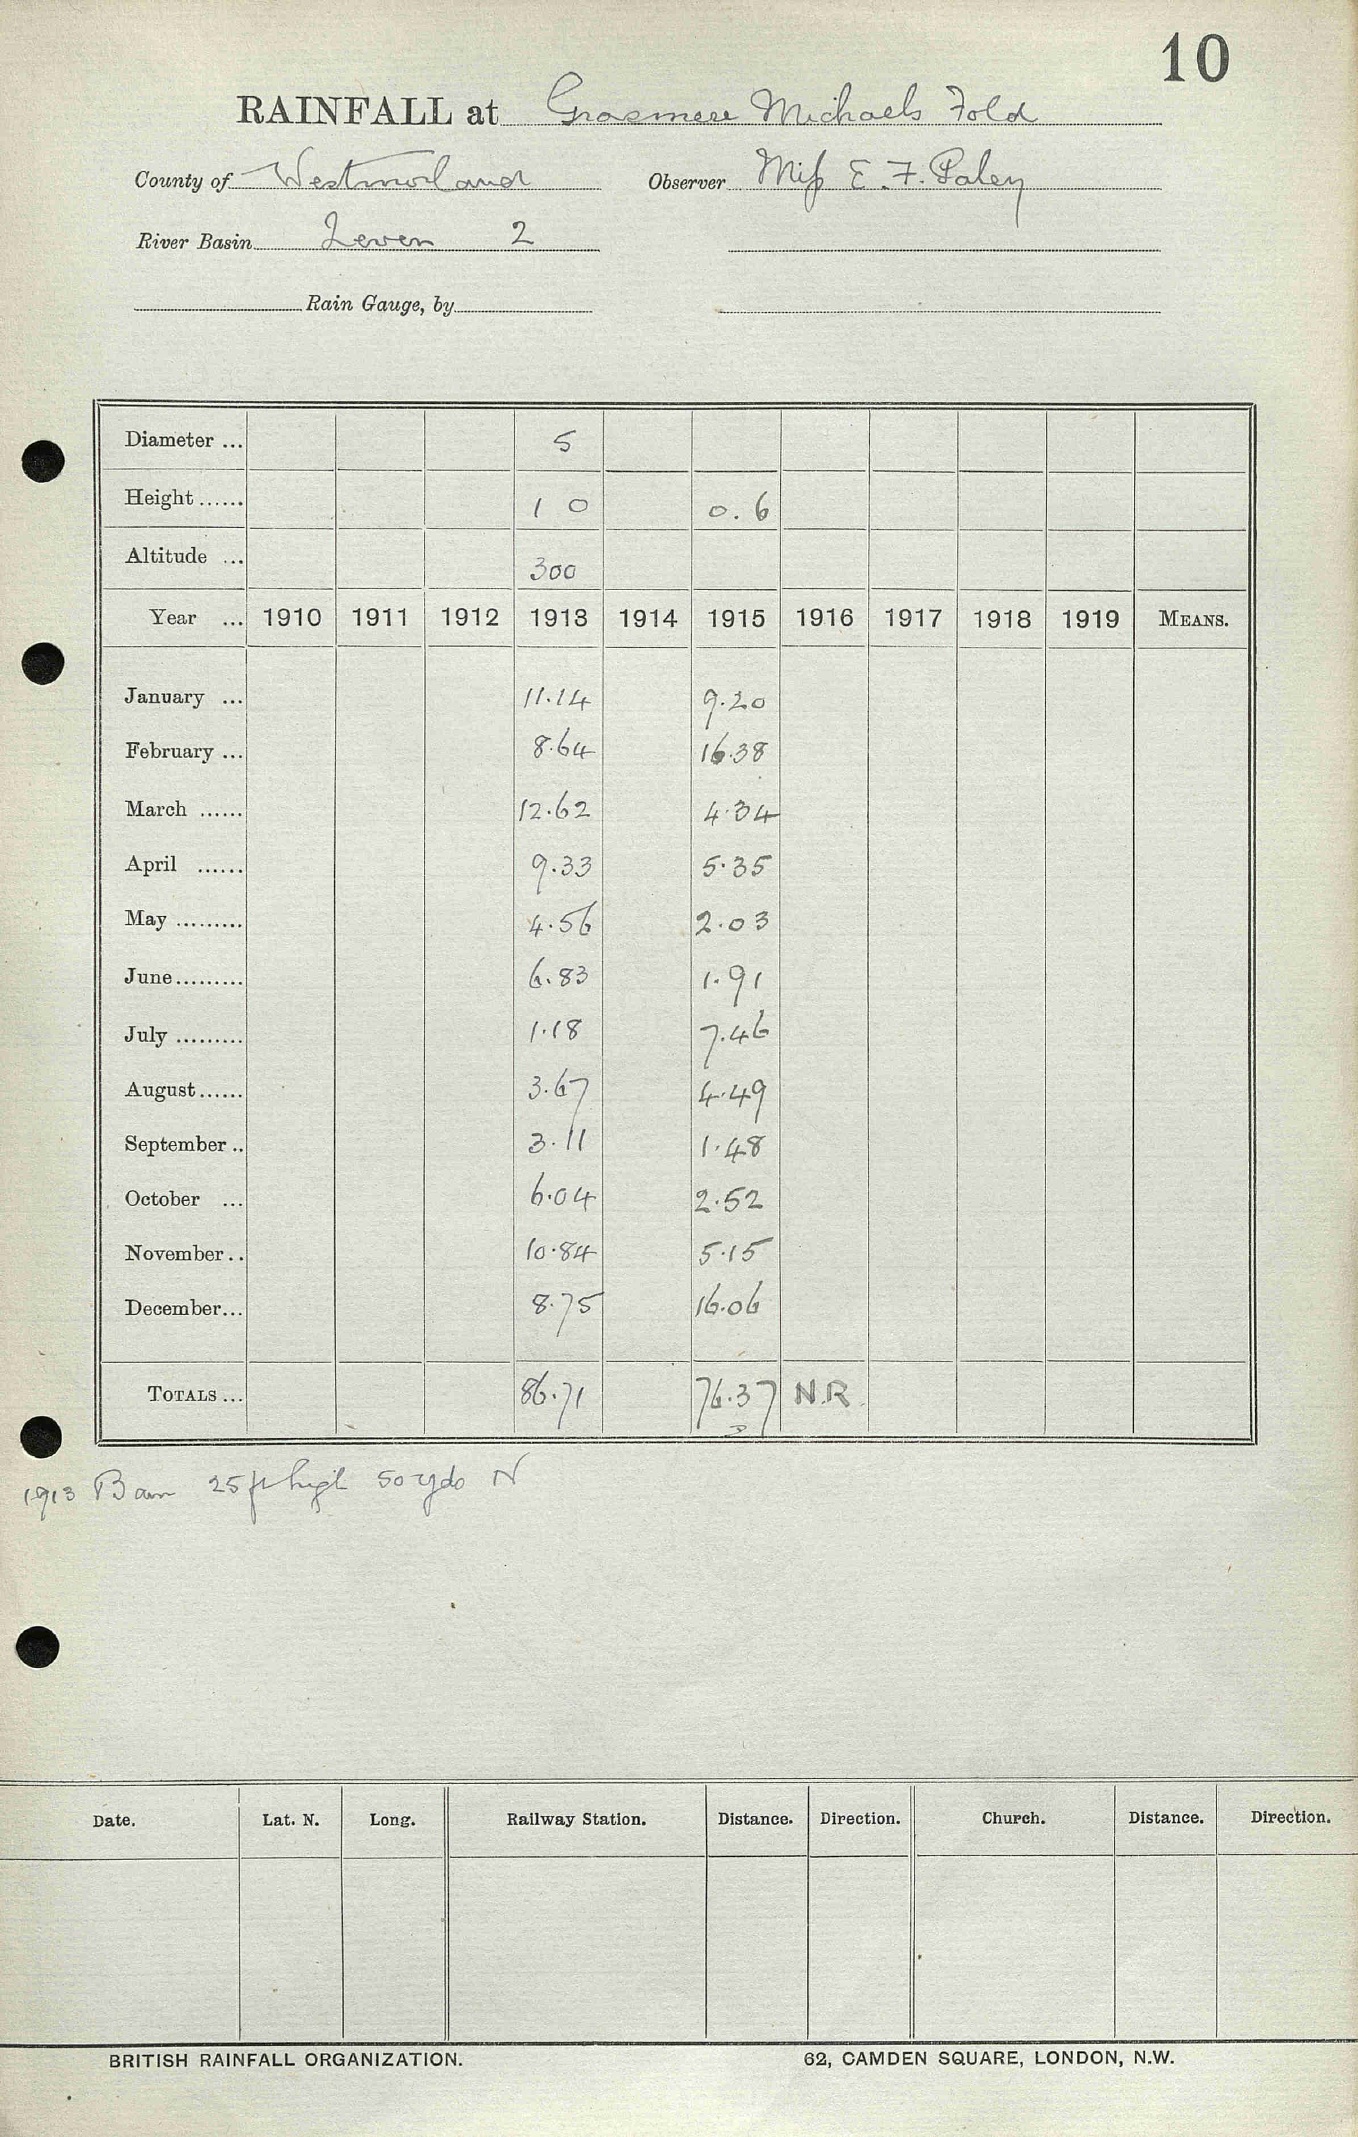 10
RAINFALL at Grasmere Michaels Fold
County of Westmorland Observer Miss E. F. Paley
River Basin Leven 2
Rain Gauge, by
Diameter ... 5
Height ...... 1 0 0.6
Altitude ... 300
Year ... 1910 1911 1912 1913 1914 1915 1916 1917 1918 1919 MEANS.
January ... 11.14 9.20
February ... 8.64 16.38
March ...... 12.62 4.34
April ...... 9.33 5.35
May ......... 4.56 2.03
June ......... 6.83 1.91
July ......... 1.18 7.46
August ...... 3.67 4.49
September .. 3.11 1.48
October ... 6.04 2.52
November .. 10.84 5.15
December ... 8.75 16.06
TOTALS ... 86.71 76.37 N.R.
1913 Barn 25 ft high 50 yds N
Date. Lat. N. Long. Railway Station. Distance. Direction. Church. Distance. Direction.
BRITISH RAINFALL ORGANIZATION. 62, CAMDEN SQUARE, LONDON, N.W.